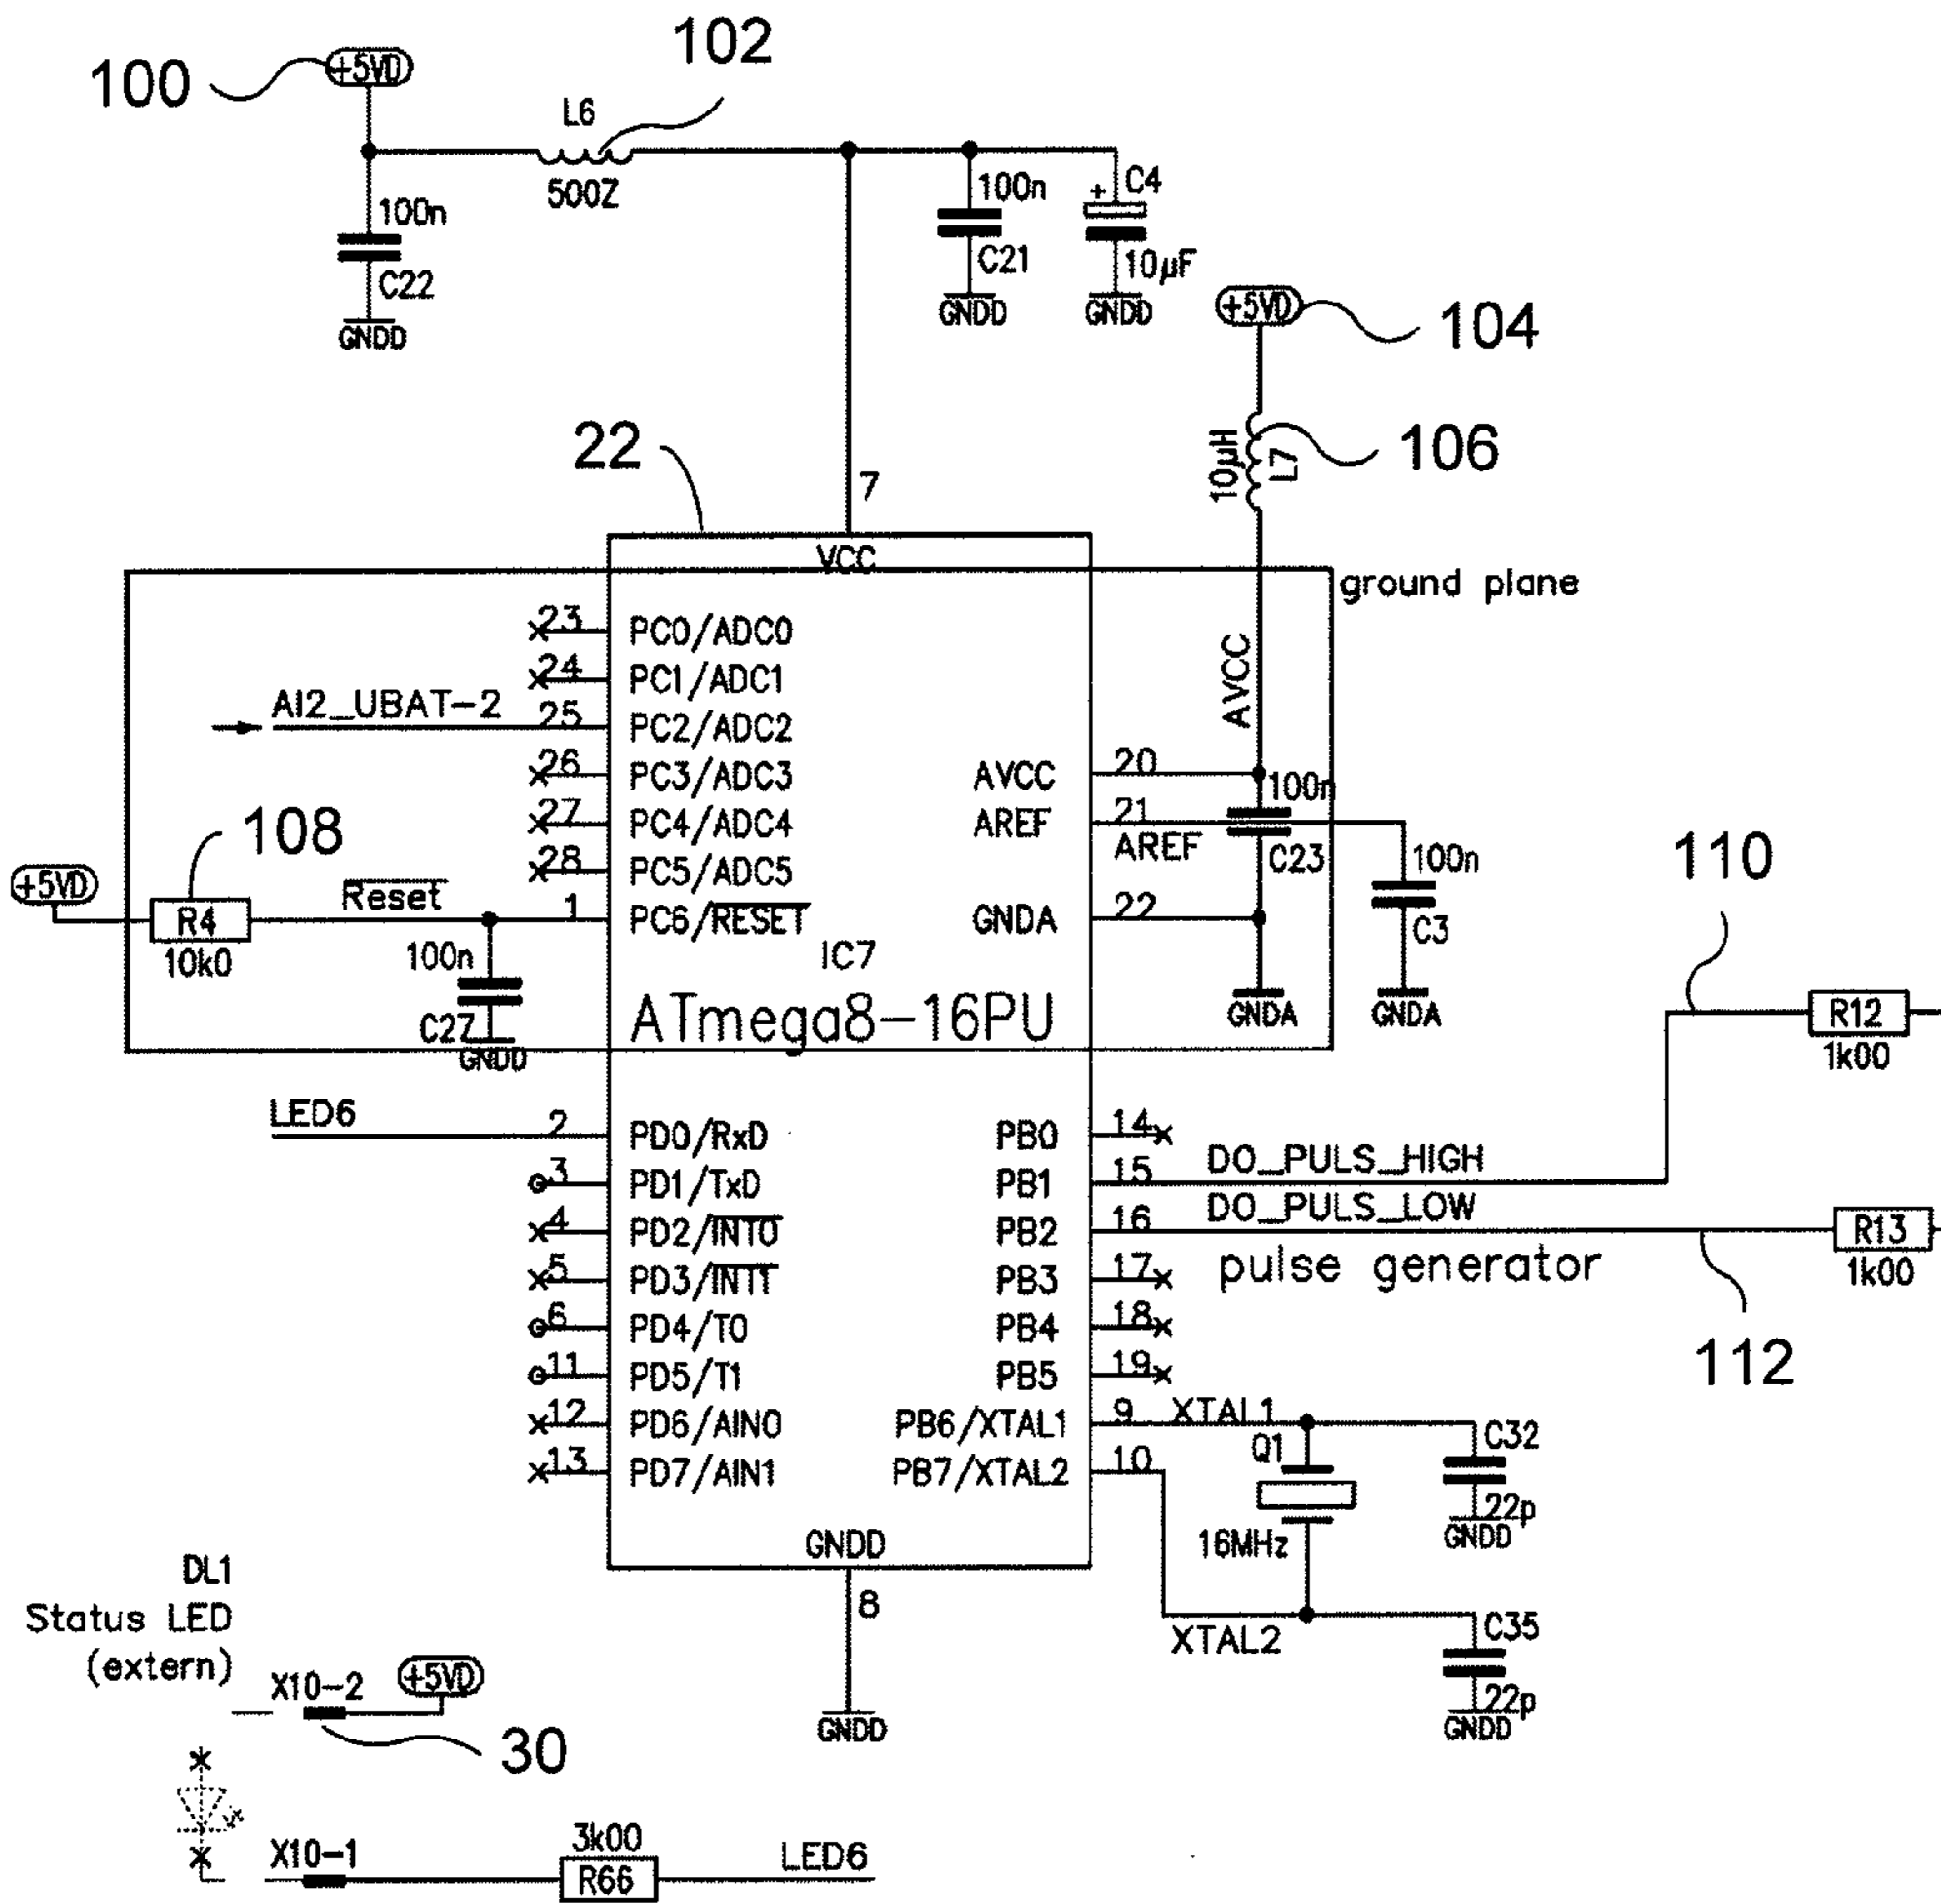 102
100
+5VD
L6
500Z
100n
C22
GNDD
100n
C21
GNDD
+
C4
10µF
GNDD
+5VD
104
106
10µH
L7
22
7
VCC
ground plane
AVCC
23 PC0/ADC0
24 PC1/ADC1
AI2_UBAT-2
25 PC2/ADC2
26 PC3/ADC3
27 PC4/ADC4
28 PC5/ADC5
1 PC6/RESET
AVCC 20
AREF 21
AREF
GNDA 22
100n
C23
GNDA
100n
C3
GNDA
108
+5VD
R4
10k0
Reset
100n
C27
GNDD
IC7
ATmega8-16PU
110
R12
1k00
LED6
2 PD0/RxD
3 PD1/TxD
4 PD2/INT0
5 PD3/INT1
6 PD4/T0
11 PD5/T1
12 PD6/AIN0
13 PD7/AIN1
PB0 14
PB1 15
DO_PULS_HIGH
PB2 16
DO_PULS_LOW
R13
1k00
pulse generator
PB3 17
PB4 18
PB5 19
112
PB6/XTAL1 9
XTAL1
PB7/XTAL2 10
Q1
16MHz
XTAL2
C32
22p
GNDD
C35
22p
GNDD
GNDD
8
GNDD
DL1
Status LED
(extern)
X10-2
+5VD
30
X10-1
3k00
R66
LED6